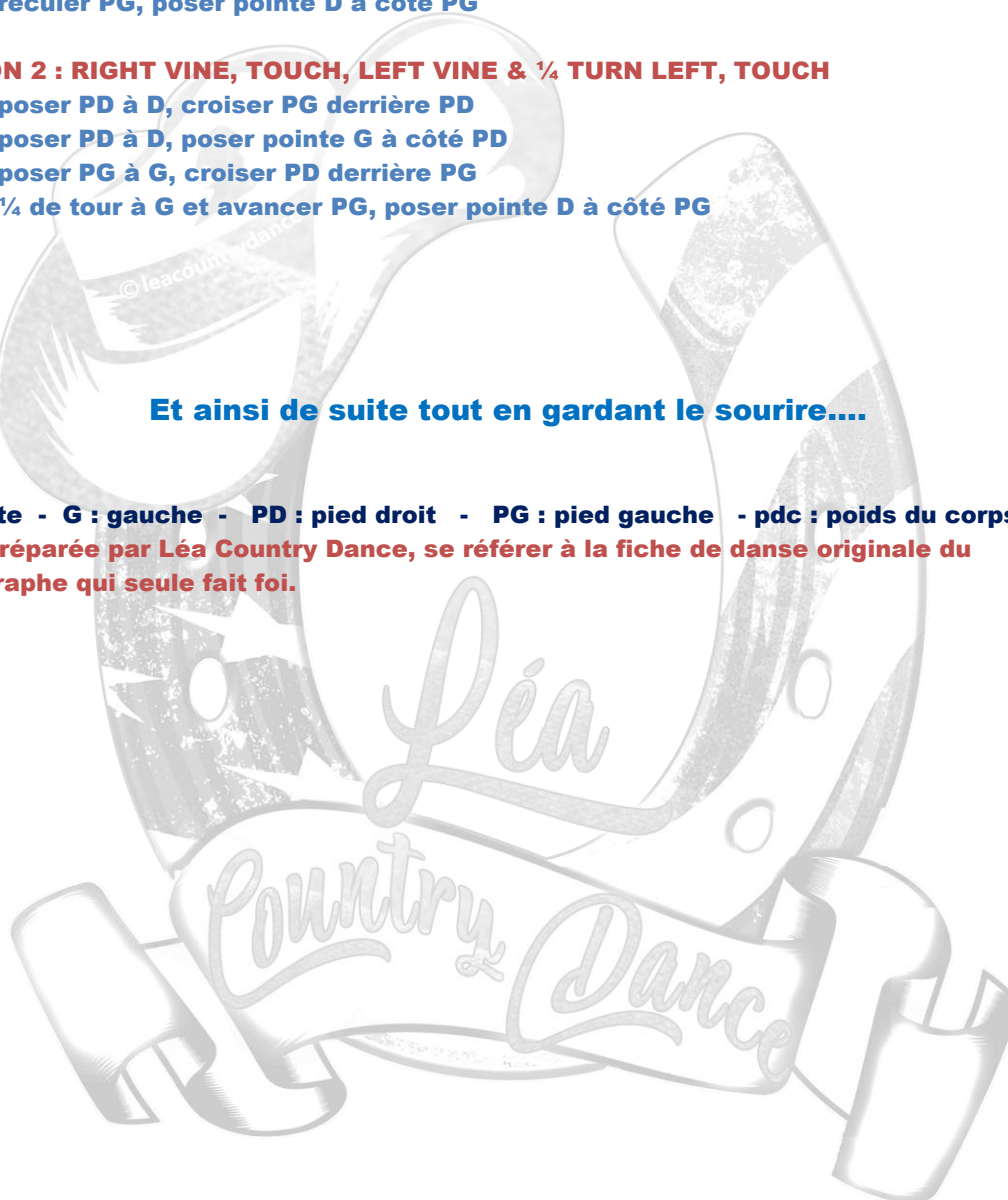 reculer PG, poser pointe D à côté PG
ON 2 : RIGHT VINE, TOUCH, LEFT VINE & ¼ TURN LEFT, TOUCH
poser PD à D, croiser PG derrière PD
poser PD à D, poser pointe G à côté PD
poser PG à G, croiser PD derrière PG
¼ de tour à G et avancer PG, poser pointe D à côté PG
©leacountrydance
Et ainsi de suite tout en gardant le sourire....
te - G : gauche - PD : pied droit - PG : pied gauche - pdc : poids du corps
réparée par Léa Country Dance, se référer à la fiche de danse originale du
raphe qui seule fait foi.
Léa
Country Dance